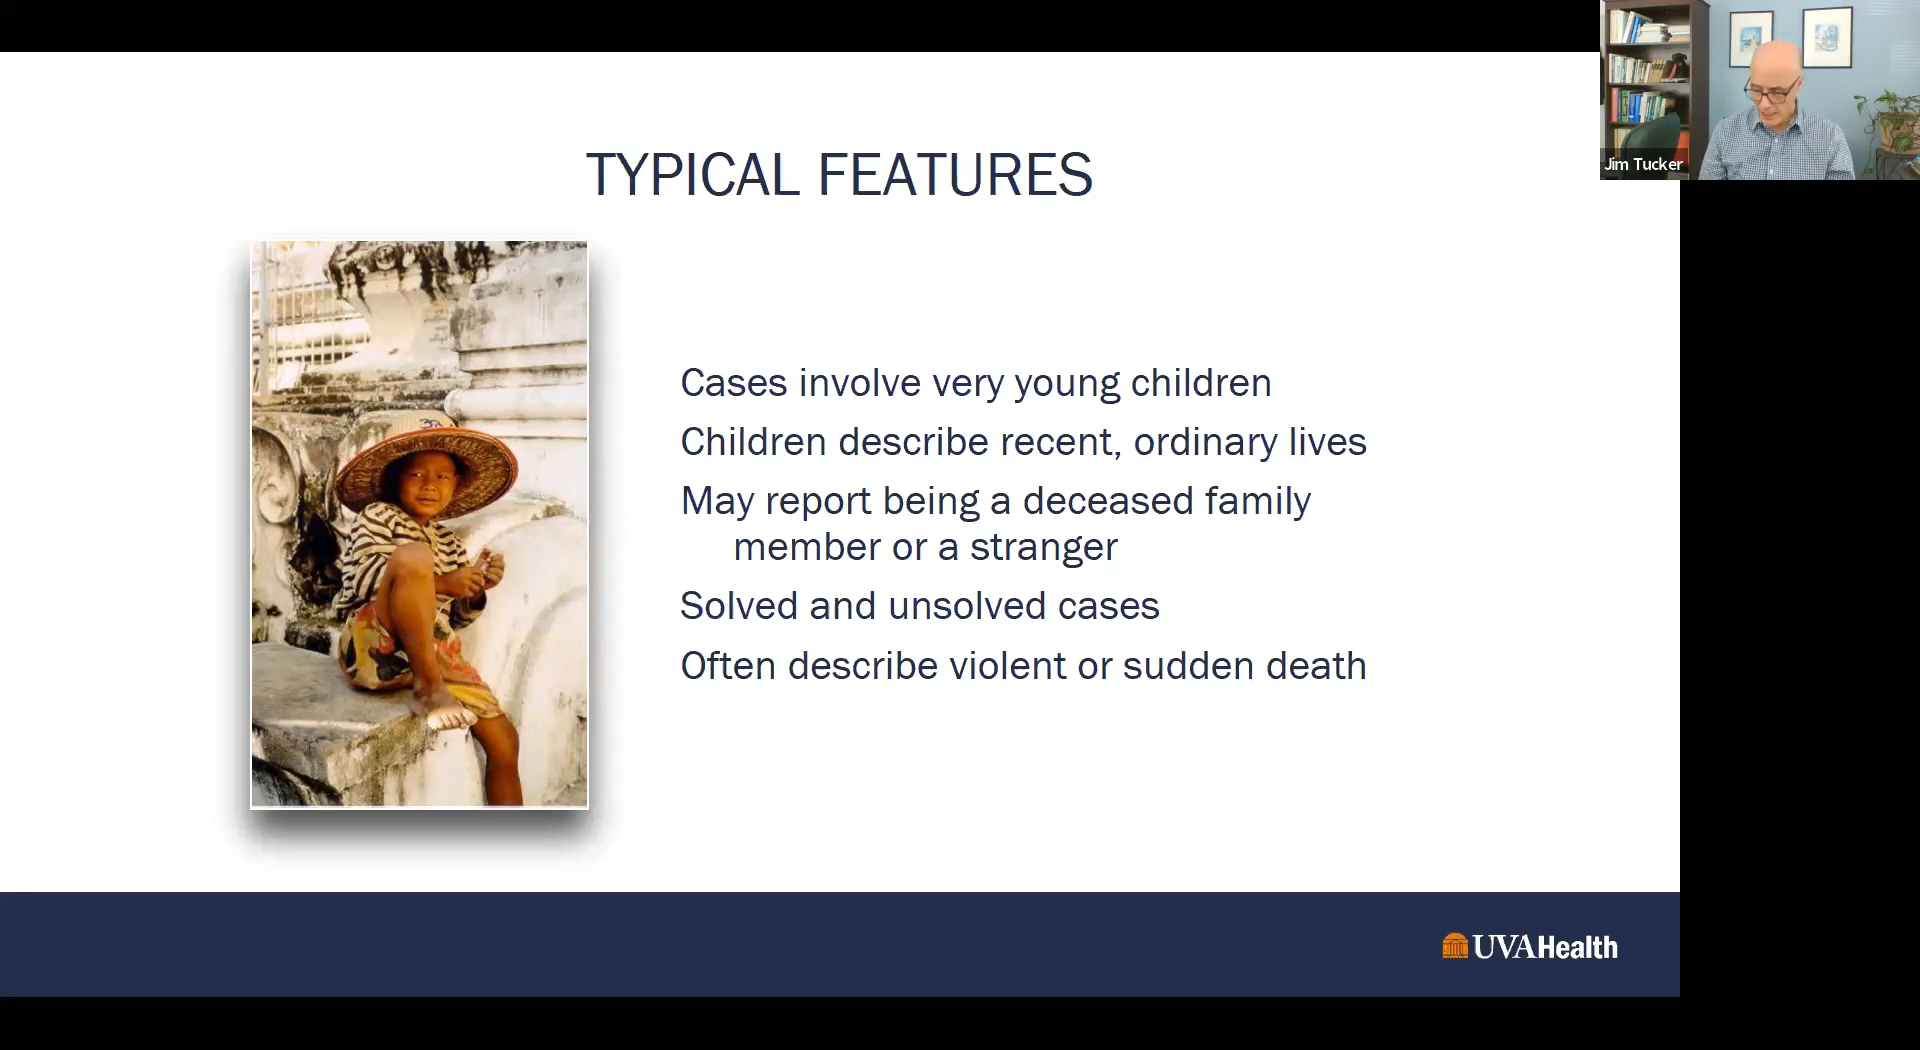 Jim Tucker
TYPICAL FEATURES
Cases involve very young children
Children describe recent, ordinary lives
May report being a deceased family
member or a stranger
Solved and unsolved cases
Often describe violent or sudden death
UVAHealth